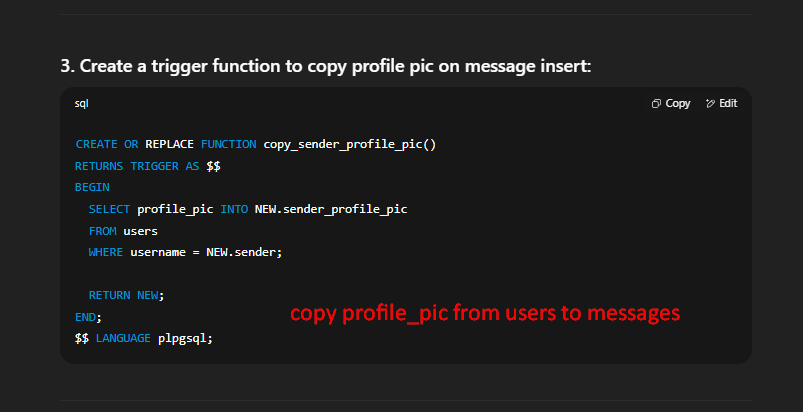 3. Create a trigger function to copy profile pic on message insert:
sql
Copy
Edit
CREATE OR REPLACE FUNCTION copy_sender_profile_pic()
RETURNS TRIGGER AS $$
BEGIN
  SELECT profile_pic INTO NEW.sender_profile_pic
  FROM users
  WHERE username = NEW.sender;
  RETURN NEW;
copy profile_pic from users to messages
END;
$$ LANGUAGE plpgsql;